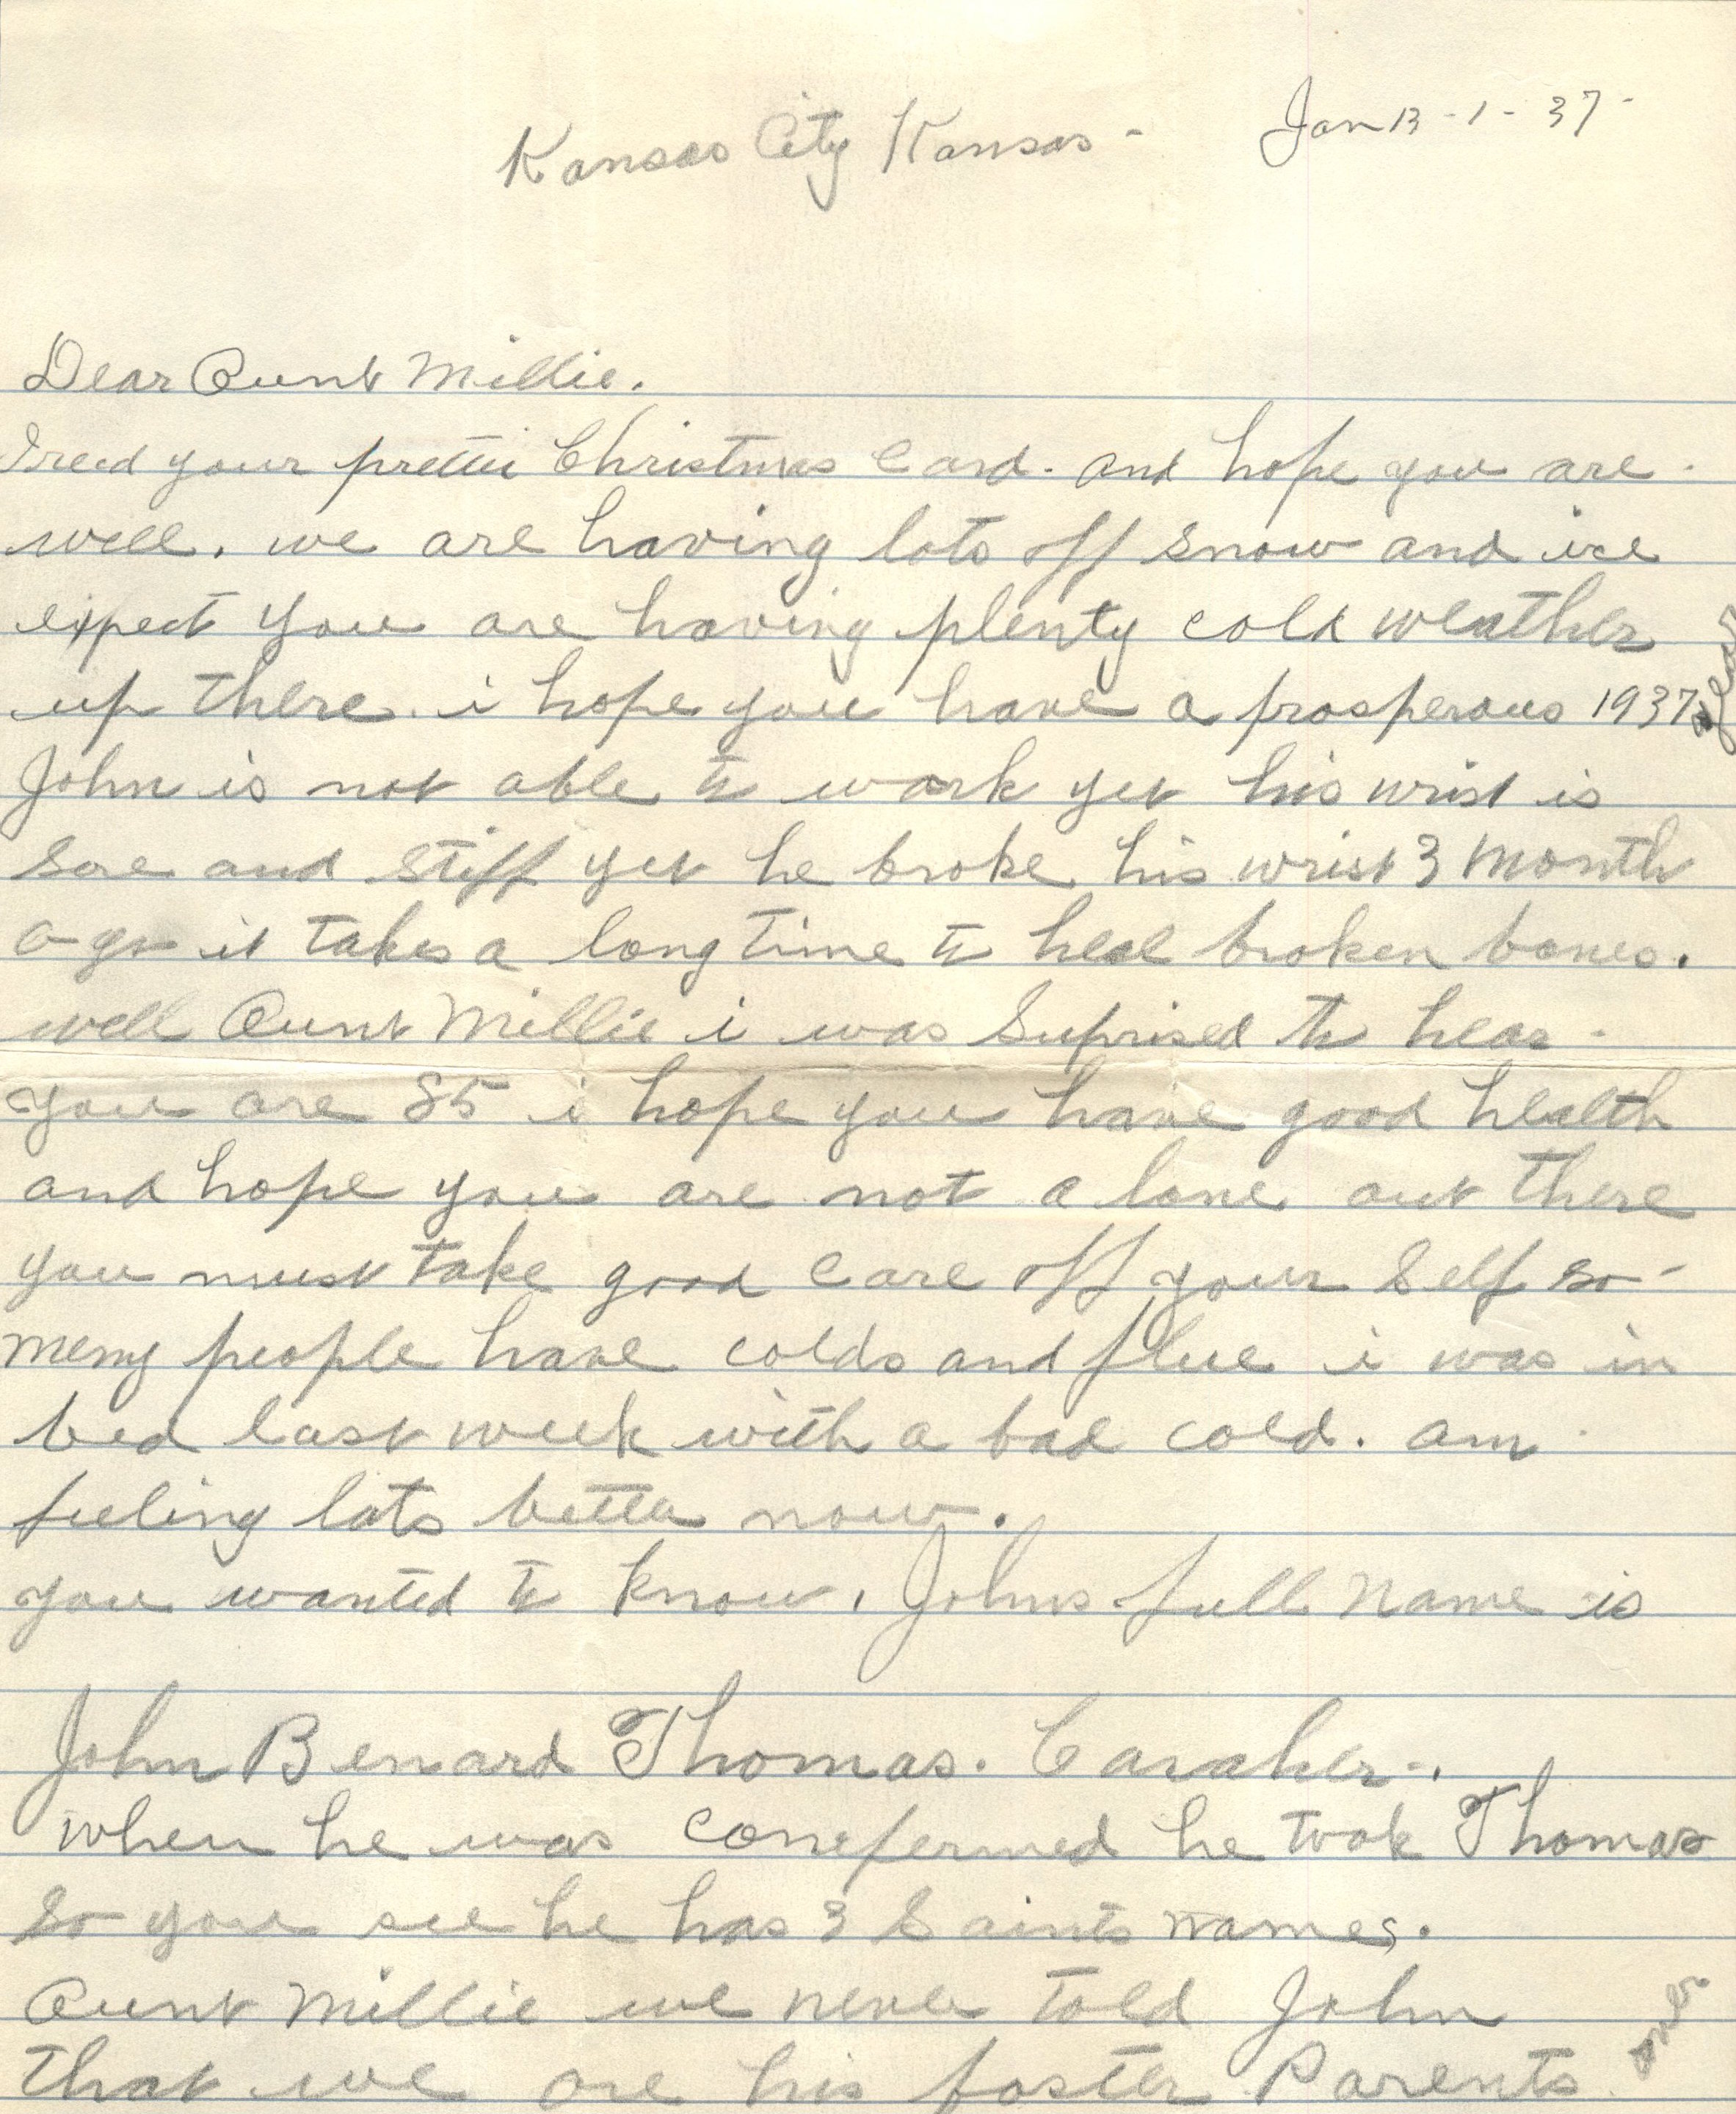 Kansas City Kansas - Jan 13 - 1 - 37 -
Dear Aunt Millie.
I recd your prettii Christmas Card. and hope you are -
well. we are having lots off snow and ice
expect you are having plenty cold weather
up there. i hope you have a prosperous 1937 year
John is not able to work yet his wrist is
sore and stiff yet he broke his wrist 3 month
ago it takes a long time to heal broken bones.
well Aunt Millie i was Suprised to hear -
you are 85 i hope you have good health
and hope you are not a lone out there
you must take good care off your Self so -
meny people have colds and flue i was in
bed last week with a bad cold. am
feeling lots better now.
you wanted to know. Johns full Name is
John Benard Thomas. Caraher.
when he was confermed he took Thomas
so you see he has 3 Saints names.
Aunt Millie we never told John
that we are his foster Parents